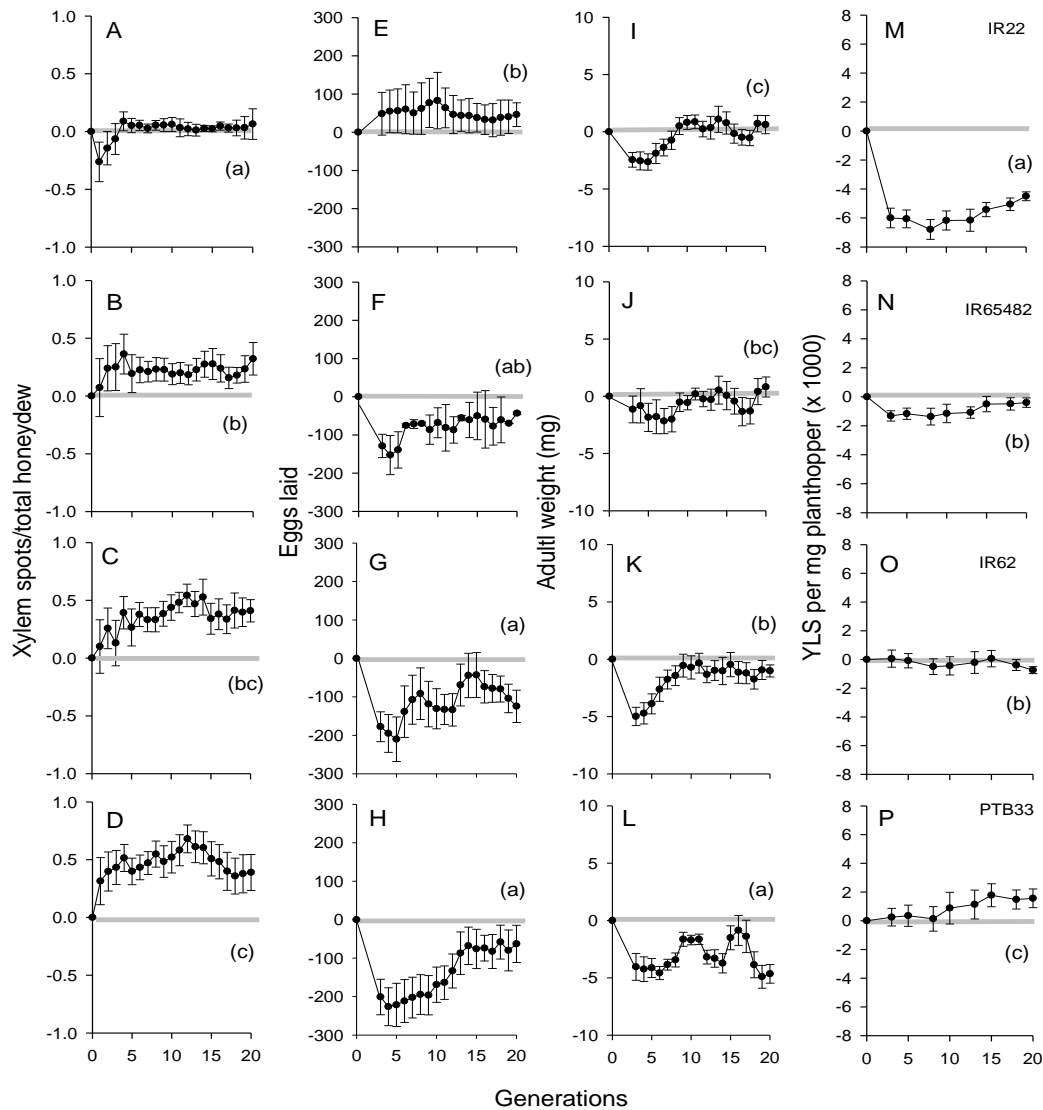 A
1.0
0.5
0.0
-0.5
-1.0
(a)
E
300
200
100
0
-100
-200
-300
(b)
I
10
5
0
-5
-10
(c)
M
IR22
8
6
4
2
0
-2
-4
-6
-8
(a)
B
1.0
0.5
0.0
-0.5
-1.0
(b)
F
300
200
100
0
-100
-200
-300
(ab)
J
10
5
0
-5
-10
(bc)
N
IR65482
8
6
4
2
0
-2
-4
-6
-8
(b)
C
1.0
0.5
0.0
-0.5
-1.0
(bc)
G
300
200
100
0
-100
-200
-300
(a)
K
10
5
0
-5
-10
(b)
O
IR62
8
6
4
2
0
-2
-4
-6
-8
(b)
D
1.0
0.5
0.0
-0.5
-1.0
(c)
H
300
200
100
0
-100
-200
-300
(a)
L
10
5
0
-5
-10
(a)
P
PTB33
8
6
4
2
0
-2
-4
-6
-8
(c)
0 5 10 15 20
0 5 10 15 20
0 5 10 15 20
0 5 10 15 20
Xylem spots/total honeydew
Eggs laid
Adultl weight (mg)
YLS per mg planthopper (x 1000)
Generations